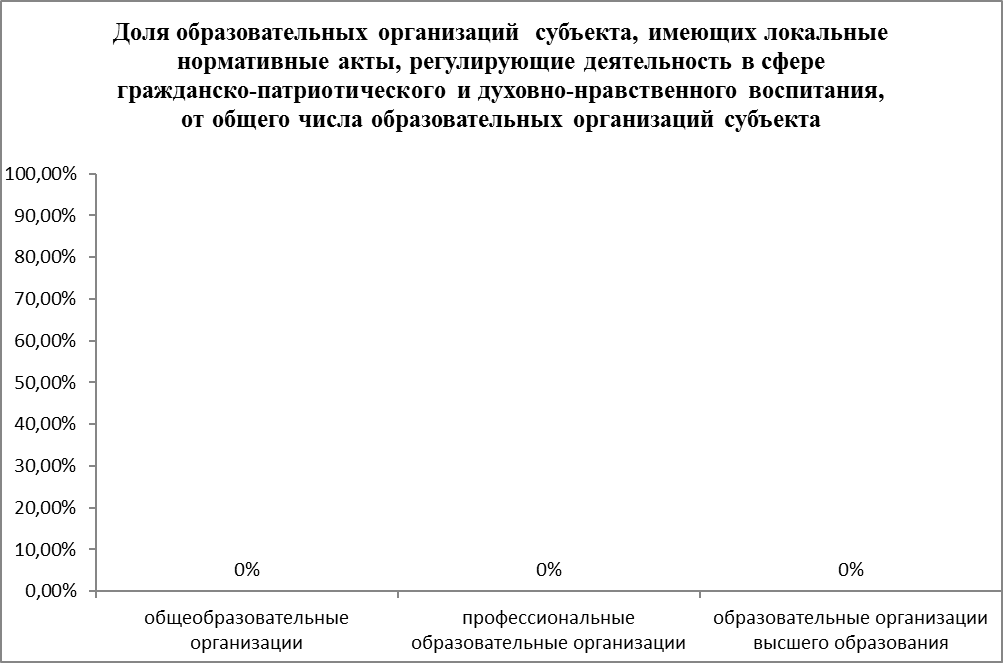 Доля образовательных организаций субъекта, имеющих локальные
нормативные акты, регулирующие деятельность в сфере
гражданско-патриотического и духовно-нравственного воспитания,
от общего числа образовательных организаций субъекта
100,00%
90,00%
80,00%
70,00%
60,00%
50,00%
40,00%
30,00%
20,00%
10,00%
0,00%
0%
0%
0%
общеобразовательные
организации
профессиональные
образовательные организации
образовательные организации
высшего образования